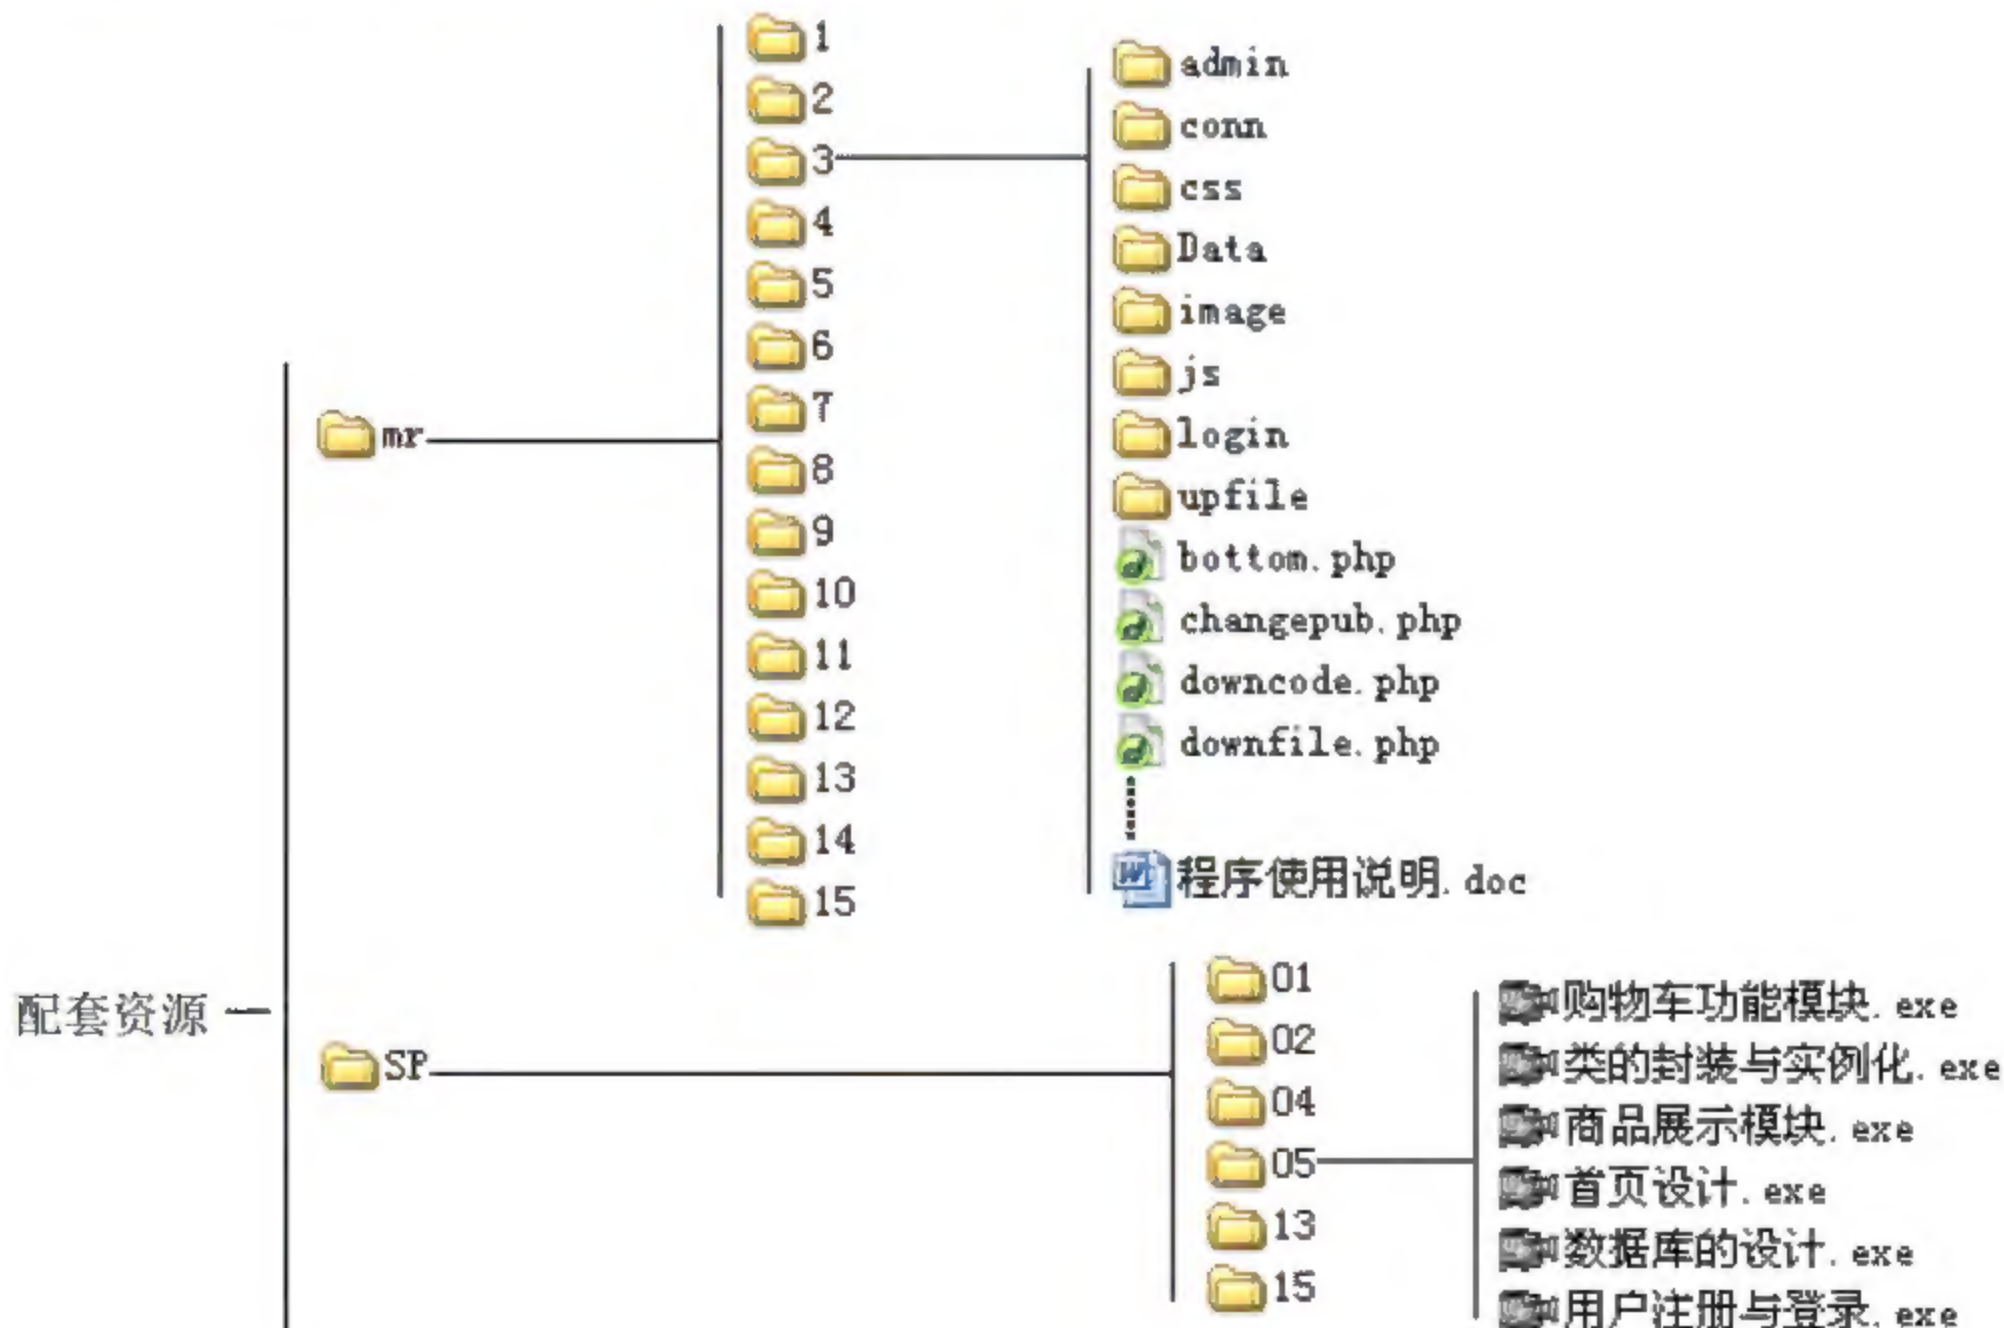 配套资源
mr
1
2
3
4
5
6
7
8
9
10
11
12
13
14
15
admin
conn
css
Data
image
js
login
upfile
bottom.php
changepub.php
downcode.php
downfile.php
程序使用说明.doc
SP
01
02
04
05
13
15
购物车功能模块.exe
类的封装与实例化.exe
商品展示模块.exe
首页设计.exe
数据库的设计.exe
用户注册与登录.exe